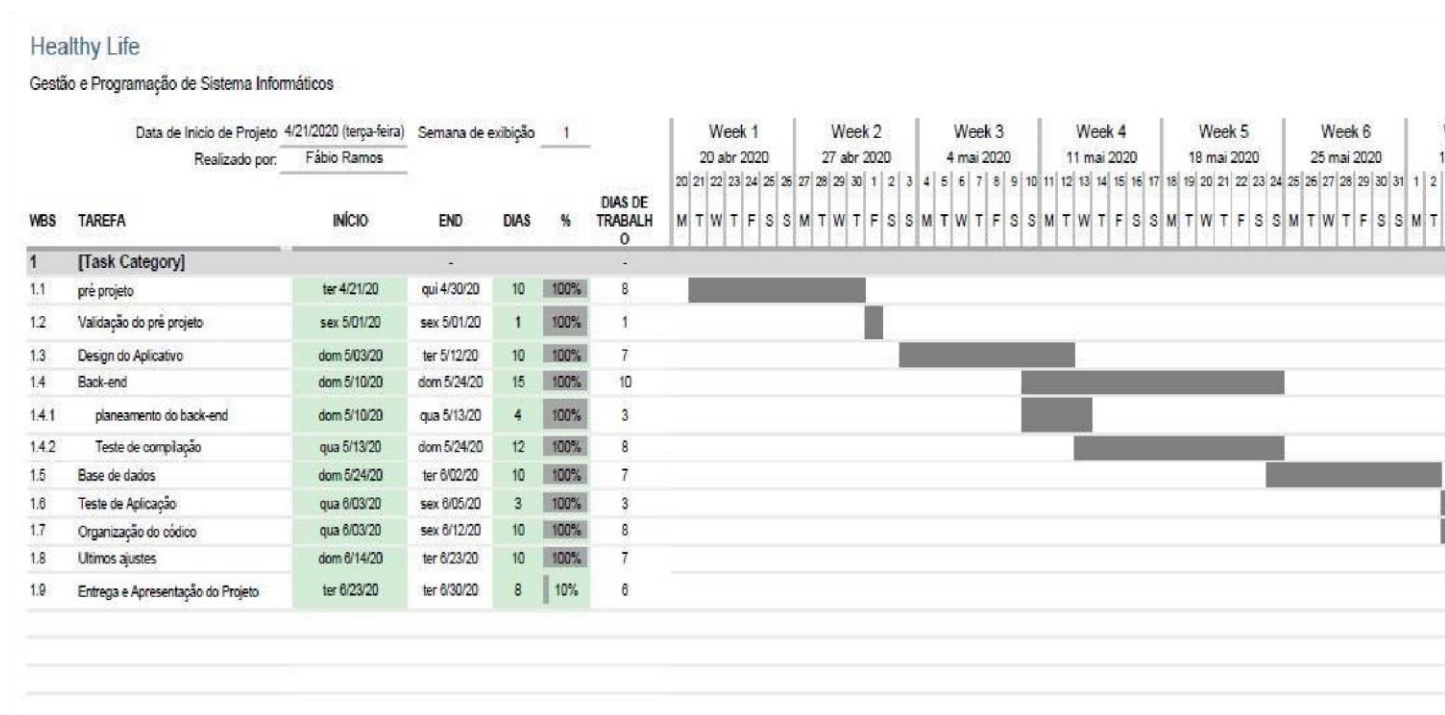 Healthy Life
Gestão e Programação de Sistema Informáticos
Data de Inicio de Projeto 4/21/2020 (terça-feira) Semana de exibição 1
Realizado por: Fábio Ramos
Week 1 Week 2 Week 3 Week 4 Week 5 Week 6
20 abr 2020 27 abr 2020 4 mai 2020 11 mai 2020 18 mai 2020 25 mai 2020 1
20 21 22 23 24 25 26 27 28 29 30 1 2 3 4 5 6 7 8 9 10 11 12 13 14 15 16 17 18 19 20 21 22 23 24 25 26 27 28 29 30 31 1 2
WBS TAREFA INÍCIO END DIAS % DIAS DE TRABALH O M T W T F S S M T W T F S S M T W T F S S M T W T F S S M T W T F S S M T W T F S S M T
1 [Task Category] - -
1.1 pré projeto ter 4/21/20 qui 4/30/20 10 100% 8
1.2 Validação do pré projeto sex 5/01/20 sex 5/01/20 1 100% 1
1.3 Design do Aplicativo dom 5/03/20 ter 5/12/20 10 100% 7
1.4 Back-end dom 5/10/20 dom 5/24/20 15 100% 10
1.4.1 planeamento do back-end dom 5/10/20 qua 5/13/20 4 100% 3
1.4.2 Teste de compilação qua 5/13/20 dom 5/24/20 12 100% 8
1.5 Base de dados dom 5/24/20 ter 6/02/20 10 100% 7
1.6 Teste de Aplicação qua 6/03/20 sex 6/05/20 3 100% 3
1.7 Organização do códico qua 6/03/20 sex 6/12/20 10 100% 8
1.8 Ultimos ajustes dom 6/14/20 ter 6/23/20 10 100% 7
1.9 Entrega e Apresentação do Projeto ter 6/23/20 ter 6/30/20 8 10% 6